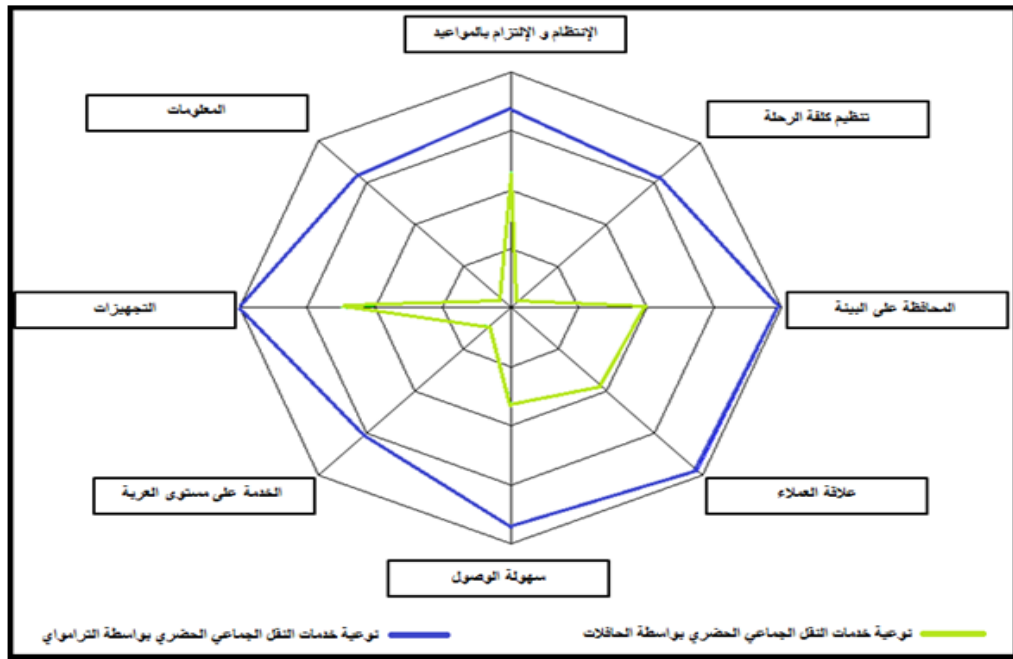 الإنتظام و الإلتزام بالمواعيد
المعلومات
تنظيم كلفة الرحلة
التجهيزات
المحافظة على البيئة
الخدمة على مستوى العربة
علاقة العملاء
سهولة الوصول
نوعية خدمات النقل الجماعي الحضري بواسطة الحافلات
نوعية خدمات النقل الجماعي الحضري بواسطة الترامواي